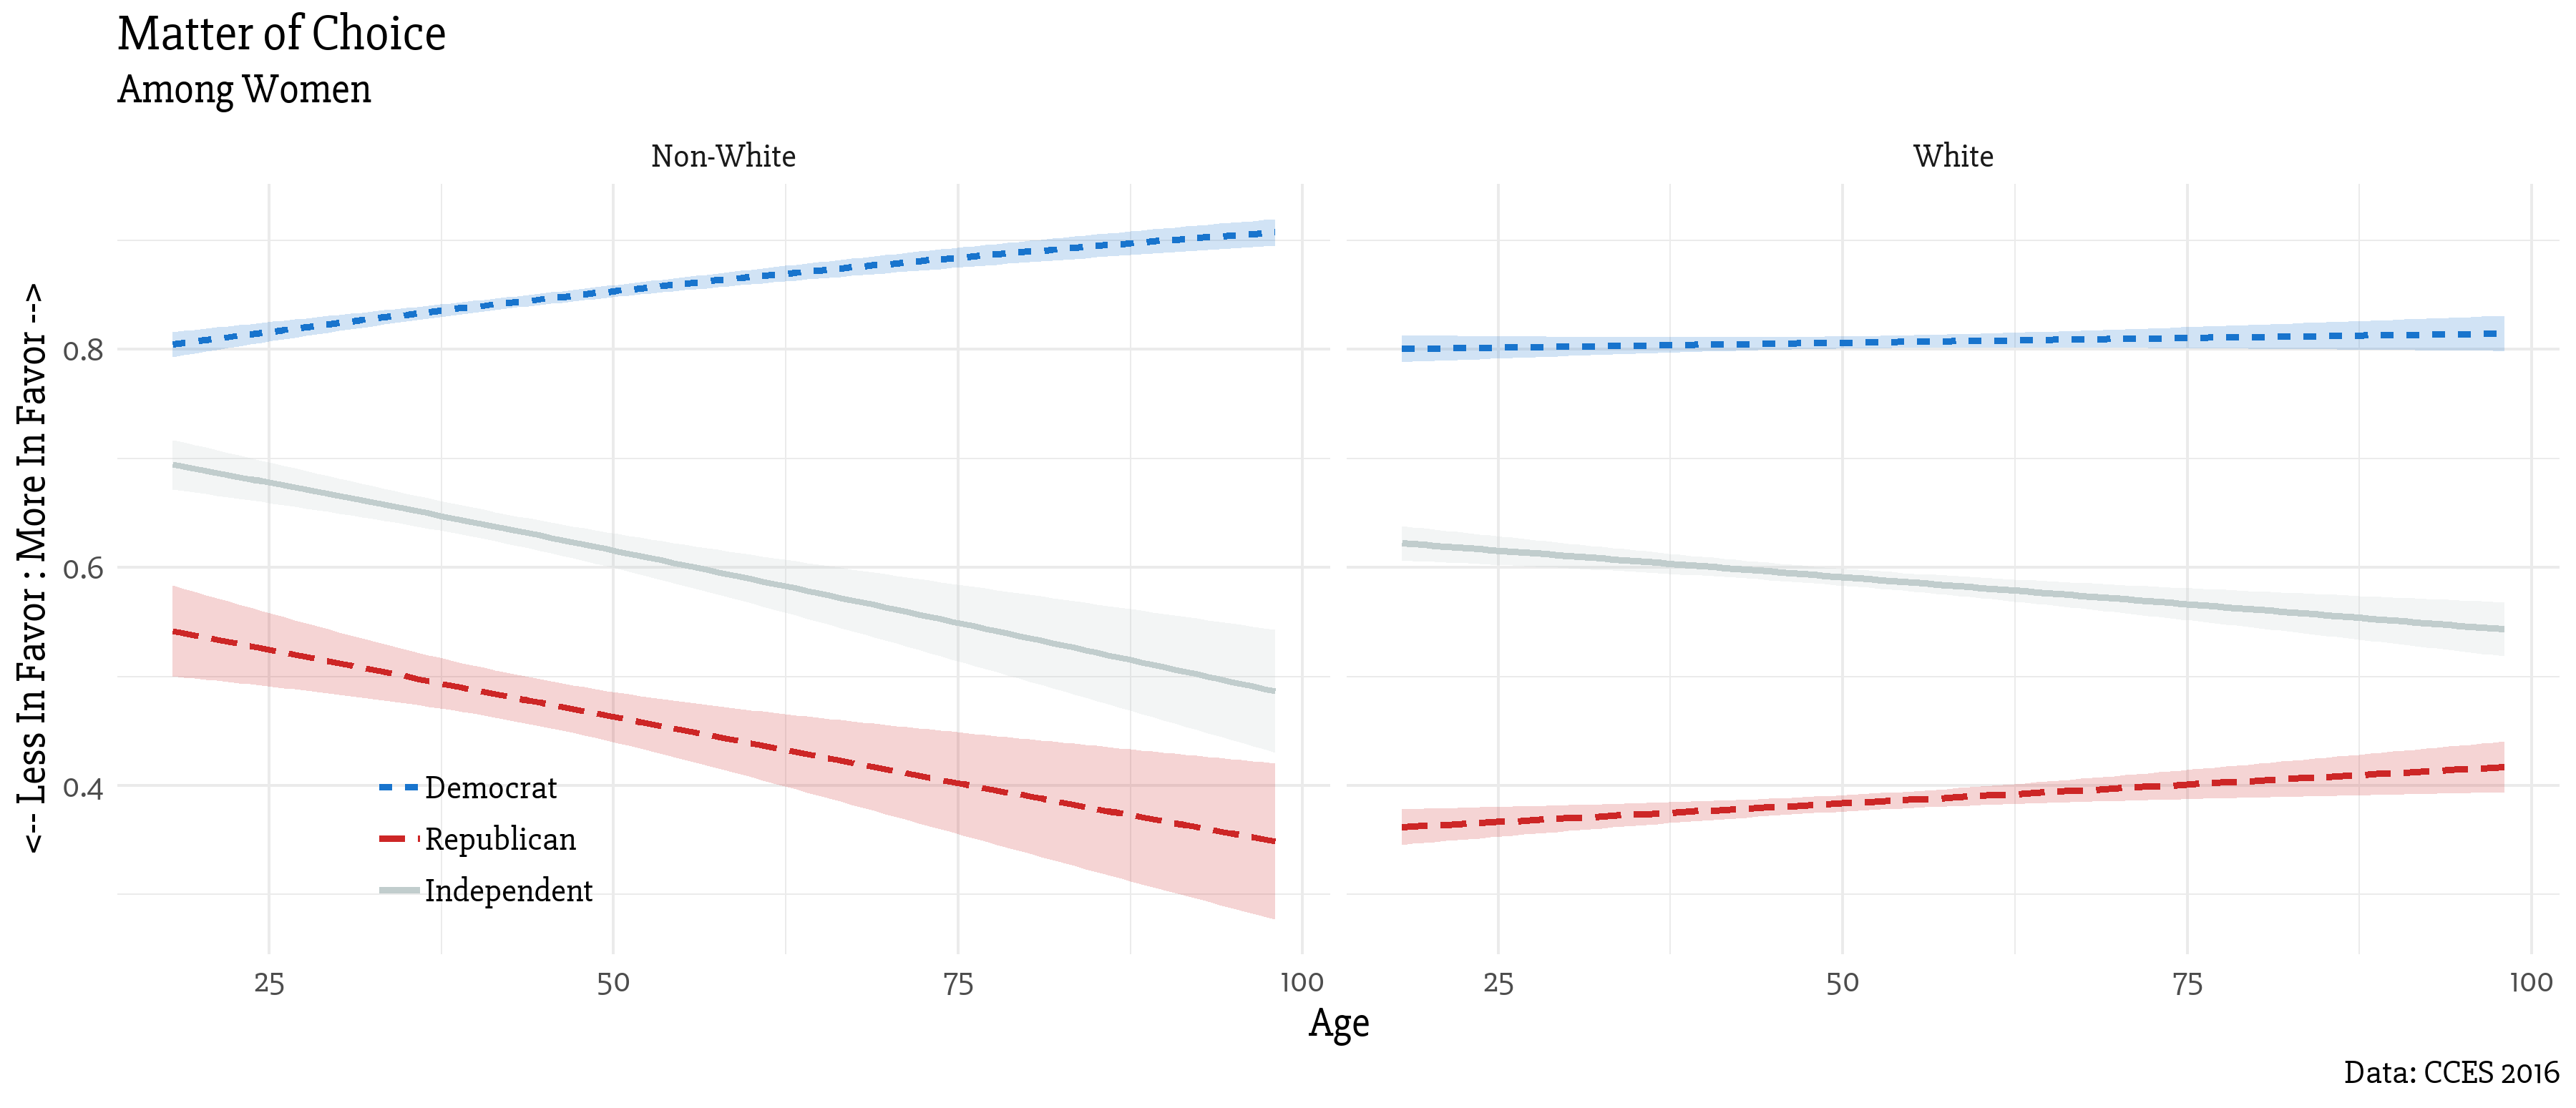 Matter of Choice
Among Women
Non-White
White
<-- Less In Favor : More In Favor -->
0.8
0.6
0.4
Democrat
Republican
Independent
25 50 75 100 25 50 75 100
Age
Data: CCES 2016